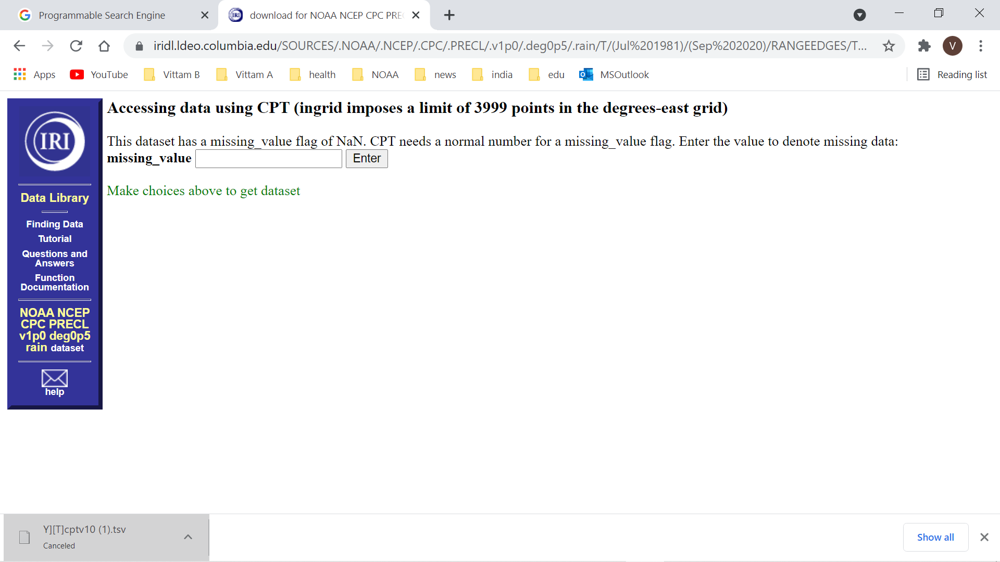 Programmable Search Engine
download for NOAA NCEP CPC PRE
V
iridl.ldeo.columbia.edu/SOURCES/.NOAA/.NCEP/.CPC/.PRECL/.v1p0/.deg0p5/.rain/T/(Jul%201981)/(Sep%202020)/RANGEEDGES/T...
Apps YouTube Vittam B Vittam A health NOAA news india edu MSOutlook Reading list
IRI
Data Library
Finding Data
Tutorial
Questions and
Answers
Function
Documentation
NOAA NCEP
CPC PRECL
v1p0 deg0p5
rain dataset
help
Accessing data using CPT (ingrid imposes a limit of 3999 points in the degrees-east grid)
This dataset has a missing_value flag of NaN. CPT needs a normal number for a missing_value flag. Enter the value to denote missing data:
missing_value Enter
Make choices above to get dataset
Y][T]cptv10 (1).tsv
Canceled
Show all